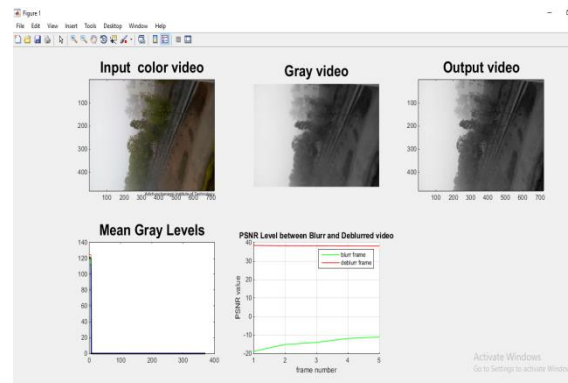 Figure 1
File Edit View Insert Tools Desktop Window Help
Input color video
Gray video
Output video
100
200
300
400
100 200 300 400 500 600 700
100
200
300
400
100 200 300 400 500 600 700
Mean Gray Levels
140
120
100
80
60
40
20
0
0 100 200 300 400
PSNR Level between Blurr and Deblurred video
blurr frame
deblurr frame
PSNR value
40
30
20
10
0
-10
-20
1 2 3 4 5
frame number
Activate Windows
Go to Settings to activate Windows